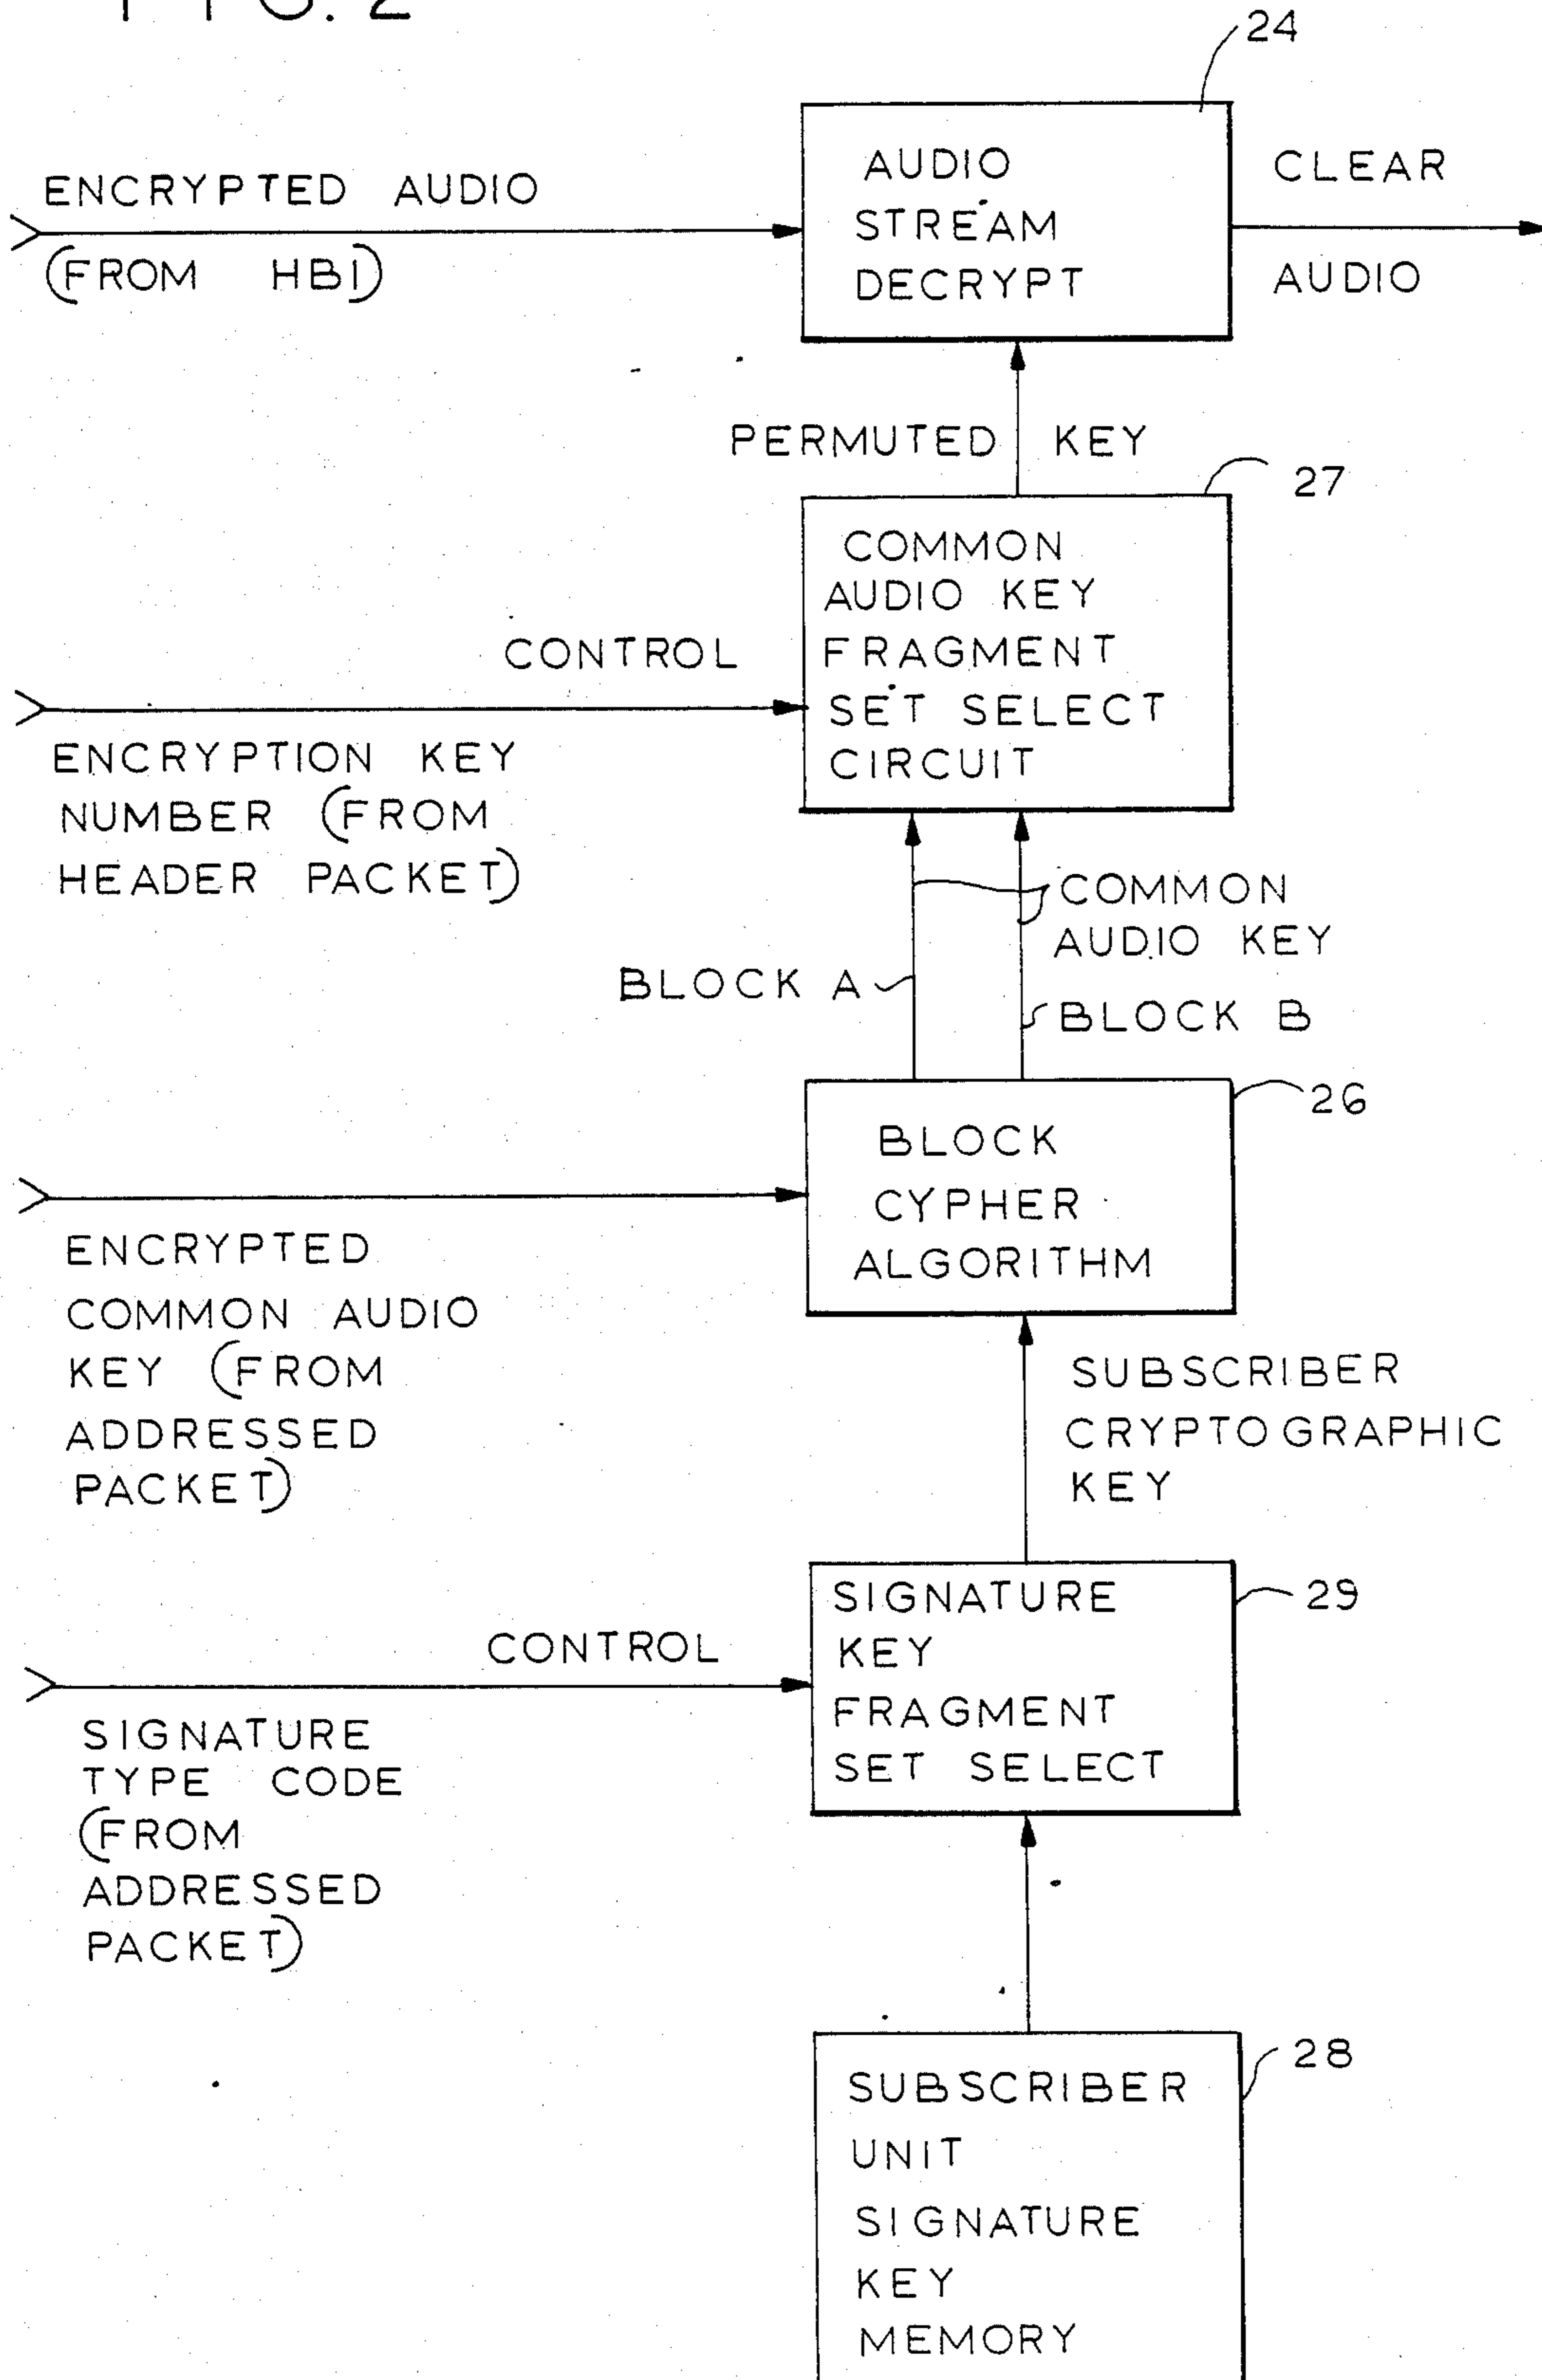 FIG. 2
24
ENCRYPTED AUDIO
(FROM HBI)
AUDIO
STREAM
DECRYPT
CLEAR
AUDIO
PERMUTED KEY
27
COMMON
AUDIO KEY
FRAGMENT
SET SELECT
CIRCUIT
CONTROL
ENCRYPTION KEY
NUMBER (FROM
HEADER PACKET)
COMMON
AUDIO KEY
BLOCK A
BLOCK B
26
BLOCK
CYPHER
ALGORITHM
ENCRYPTED
COMMON AUDIO
KEY (FROM
ADDRESSED
PACKET)
SUBSCRIBER
CRYPTOGRAPHIC
KEY
29
SIGNATURE
KEY
FRAGMENT
SET SELECT
CONTROL
SIGNATURE
TYPE CODE
(FROM
ADDRESSED
PACKET)
28
SUBSCRIBER
UNIT
SIGNATURE
KEY
MEMORY